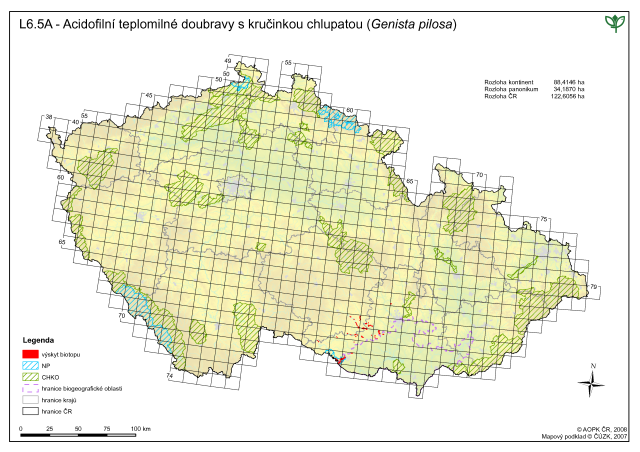 L6.5A - Acidofilní teplomilné doubravy s kručinkou chlupatou (Genista pilosa)
Rozloha kontinent 88,4146 ha
Rozloha panonikum 34,1870 ha
Rozloha ČR 122,6056 ha
49
55
50
45
60
38
40
55
60
65
70
75
65
79
70
74
Legenda
výskyt biotopu
NP
CHKO
hranice biogeografické oblasti
hranice krajů
hranice ČR
0 25 50 75 100 km
N
© AOPK ČR, 2008
Mapový podklad © ČÚZK, 2007